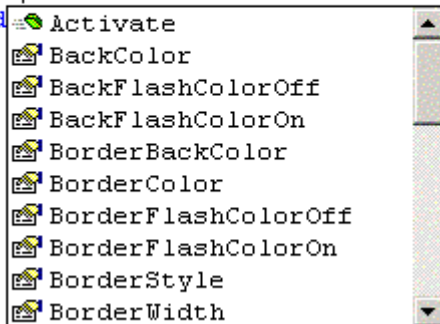 Activate
BackColor
BackFlashColorOff
BackFlashColorOn
BorderBackColor
BorderColor
BorderFlashColorOff
BorderFlashColorOn
BorderStyle
BorderWidth